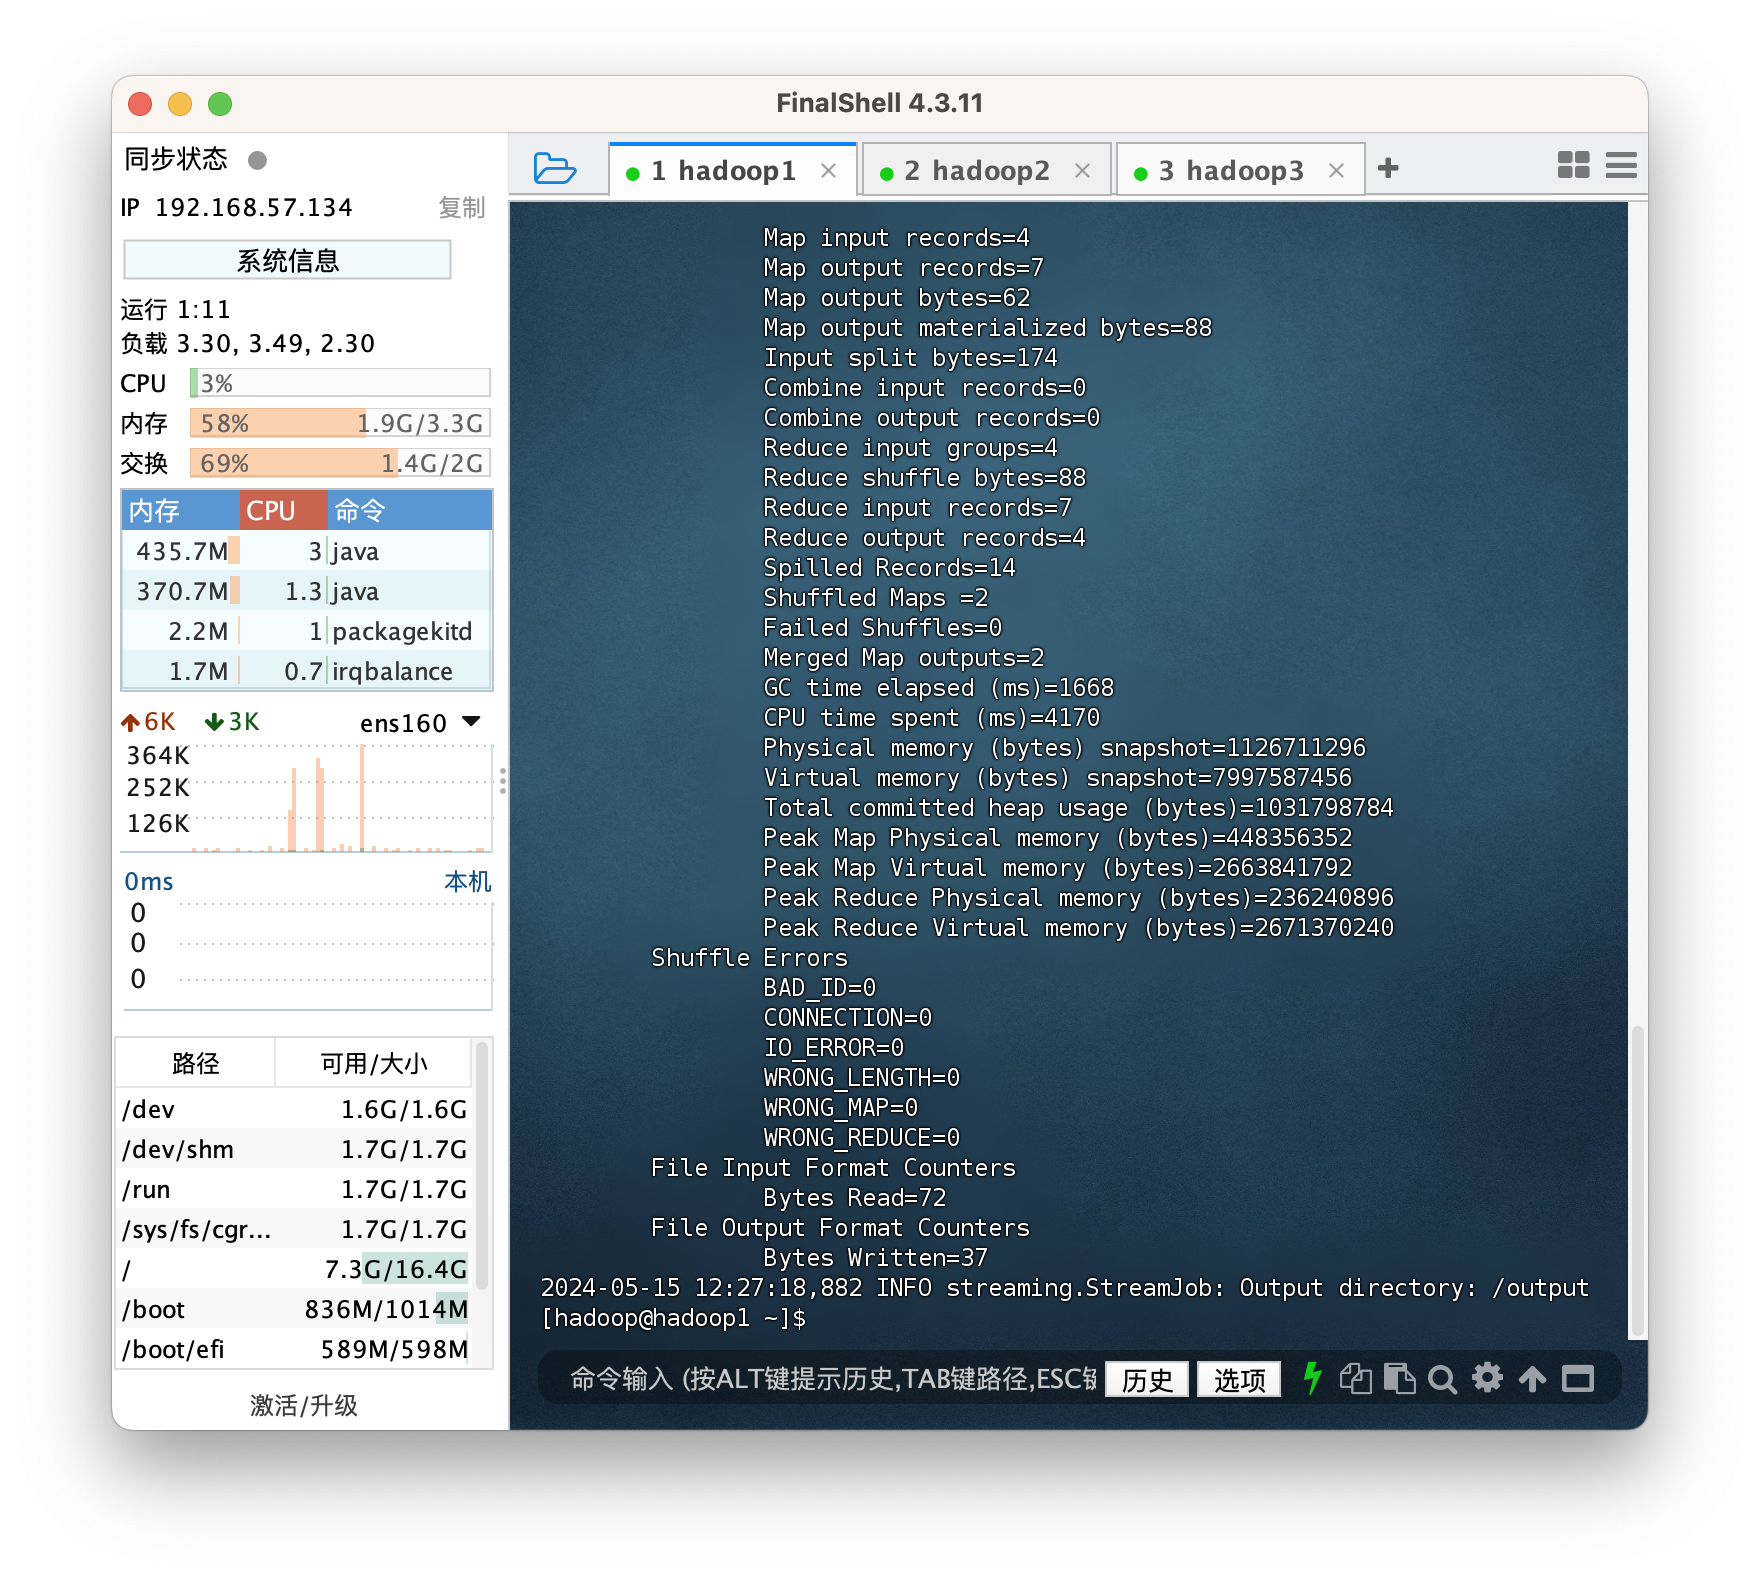 FinalShell 4.3.11
同步状态
IP 192.168.57.134 复制
系统信息
运行 1:11
负载 3.30, 3.49, 2.30
CPU 3%
内存 58% 1.9G/3.3G
交换 69% 1.4G/2G
内存 CPU 命令
435.7M 3 java
370.7M 1.3 java
2.2M 1 packagekitd
1.7M 0.7 irqbalance
6K 3K ens160
364K
252K
126K
0ms 本机
0
0
0
路径 可用/大小
/dev 1.6G/1.6G
/dev/shm 1.7G/1.7G
/run 1.7G/1.7G
/sys/fs/cgr... 1.7G/1.7G
/ 7.3G/16.4G
/boot 836M/1014M
/boot/efi 589M/598M
激活/升级
1 hadoop1 2 hadoop2 3 hadoop3
Map input records=4
Map output records=7
Map output bytes=62
Map output materialized bytes=88
Input split bytes=174
Combine input records=0
Combine output records=0
Reduce input groups=4
Reduce shuffle bytes=88
Reduce input records=7
Reduce output records=4
Spilled Records=14
Shuffled Maps =2
Failed Shuffles=0
Merged Map outputs=2
GC time elapsed (ms)=1668
CPU time spent (ms)=4170
Physical memory (bytes) snapshot=1126711296
Virtual memory (bytes) snapshot=7997587456
Total committed heap usage (bytes)=1031798784
Peak Map Physical memory (bytes)=448356352
Peak Map Virtual memory (bytes)=2663841792
Peak Reduce Physical memory (bytes)=236240896
Peak Reduce Virtual memory (bytes)=2671370240
Shuffle Errors
BAD_ID=0
CONNECTION=0
IO_ERROR=0
WRONG_LENGTH=0
WRONG_MAP=0
WRONG_REDUCE=0
File Input Format Counters
Bytes Read=72
File Output Format Counters
Bytes Written=37
2024-05-15 12:27:18,882 INFO streaming.StreamJob: Output directory: /output
[hadoop@hadoop1 ~]$
命令输入 (按ALT键提示历史,TAB键路径,ESC键 历史 选项